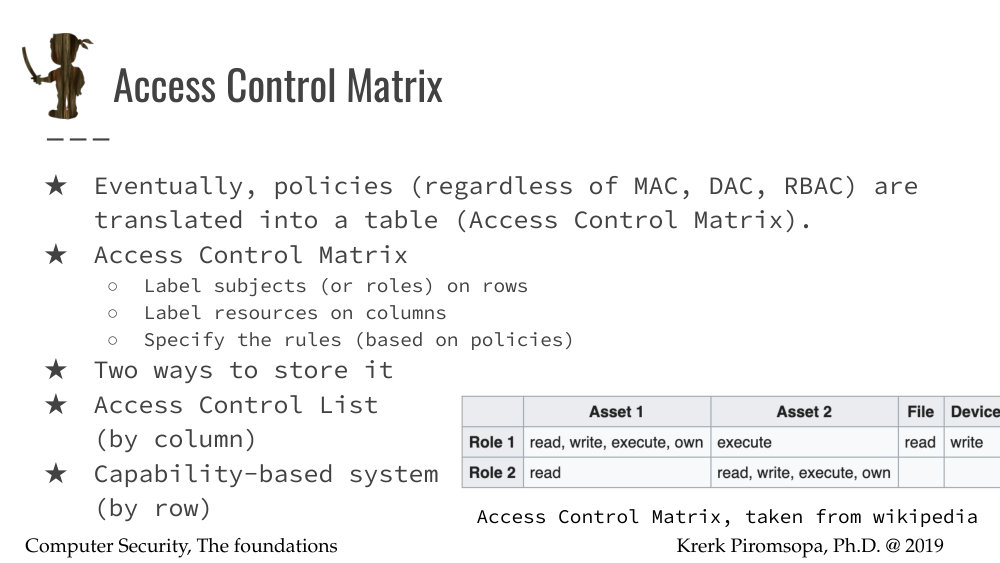 Access Control Matrix
★ Eventually, policies (regardless of MAC, DAC, RBAC) are
translated into a table (Access Control Matrix).
★ Access Control Matrix
○ Label subjects (or roles) on rows
○ Label resources on columns
○ Specify the rules (based on policies)
★ Two ways to store it
★ Access Control List
(by column)
★ Capability-based system
(by row)
Asset 1 Asset 2 File Device
Role 1 read, write, execute, own execute read write
Role 2 read read, write, execute, own
Access Control Matrix, taken from wikipedia
Computer Security, The foundations
Krerk Piromsopa, Ph.D. @ 2019